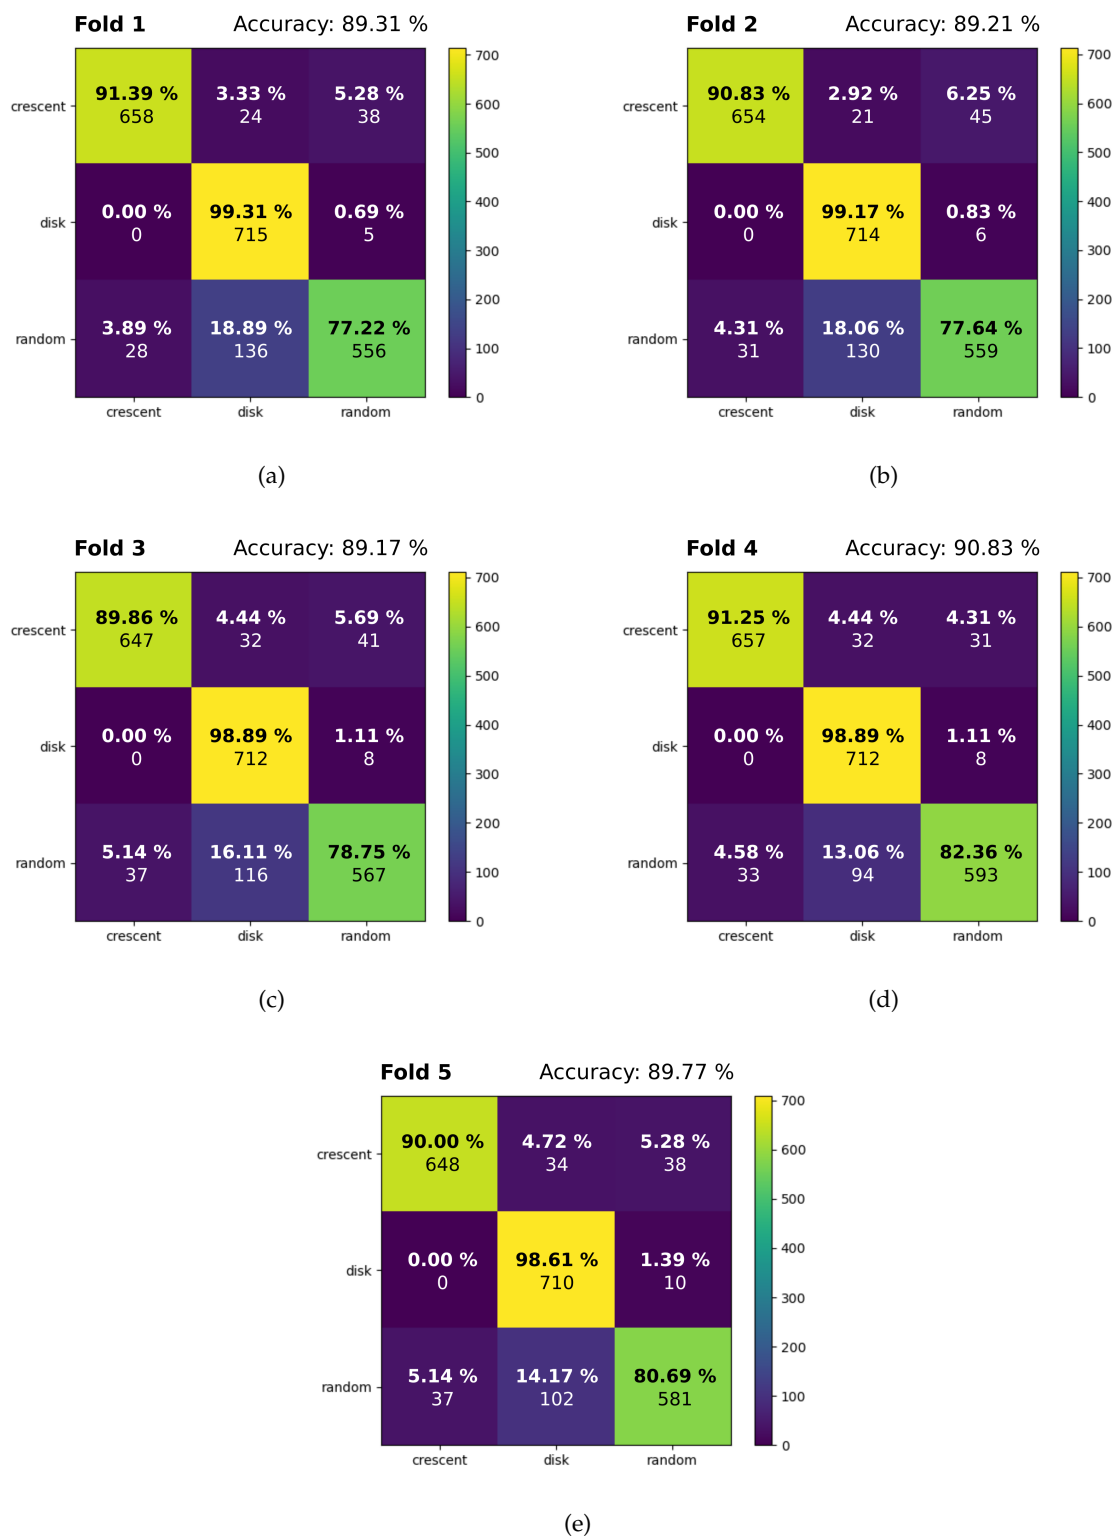 Fold 1 Accuracy: 89.31 %
crescent 91.39 % 3.33 % 5.28 % 700
658 24 38 600
500
disk 0.00 % 99.31 % 0.69 % 400
0 715 5 300
200
random 3.89 % 18.89 % 77.22 % 100
28 136 556 0
crescent disk random
(a)
Fold 2 Accuracy: 89.21 %
crescent 90.83 % 2.92 % 6.25 % 700
654 21 45 600
500
disk 0.00 % 99.17 % 0.83 % 400
0 714 6 300
200
random 4.31 % 18.06 % 77.64 % 100
31 130 559 0
crescent disk random
(b)
Fold 3 Accuracy: 89.17 %
crescent 89.86 % 4.44 % 5.69 % 700
647 32 41 600
500
disk 0.00 % 98.89 % 1.11 % 400
0 712 8 300
200
random 5.14 % 16.11 % 78.75 % 100
37 116 567 0
crescent disk random
(c)
Fold 4 Accuracy: 90.83 %
crescent 91.25 % 4.44 % 4.31 % 700
657 32 31 600
500
disk 0.00 % 98.89 % 1.11 % 400
0 712 8 300
200
random 4.58 % 13.06 % 82.36 % 100
33 94 593 0
crescent disk random
(d)
Fold 5 Accuracy: 89.77 %
crescent 90.00 % 4.72 % 5.28 % 700
648 34 38 600
500
disk 0.00 % 98.61 % 1.39 % 400
0 710 10 300
200
random 5.14 % 14.17 % 80.69 % 100
37 102 581 0
crescent disk random
(e)